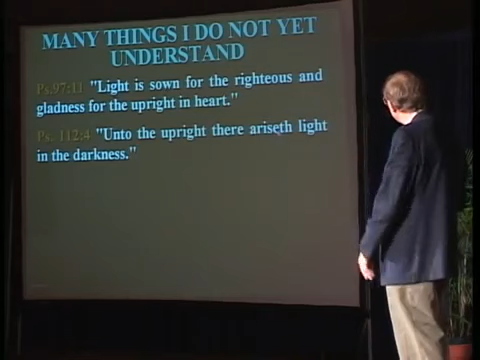 MANY THINGS I DO NOT YET
UNDERSTAND
Ps.97:11 "Light is sown for the righteous and
gladness for the upright in heart."
Ps. 112:4 "Unto the upright there ariseth light
in the darkness."